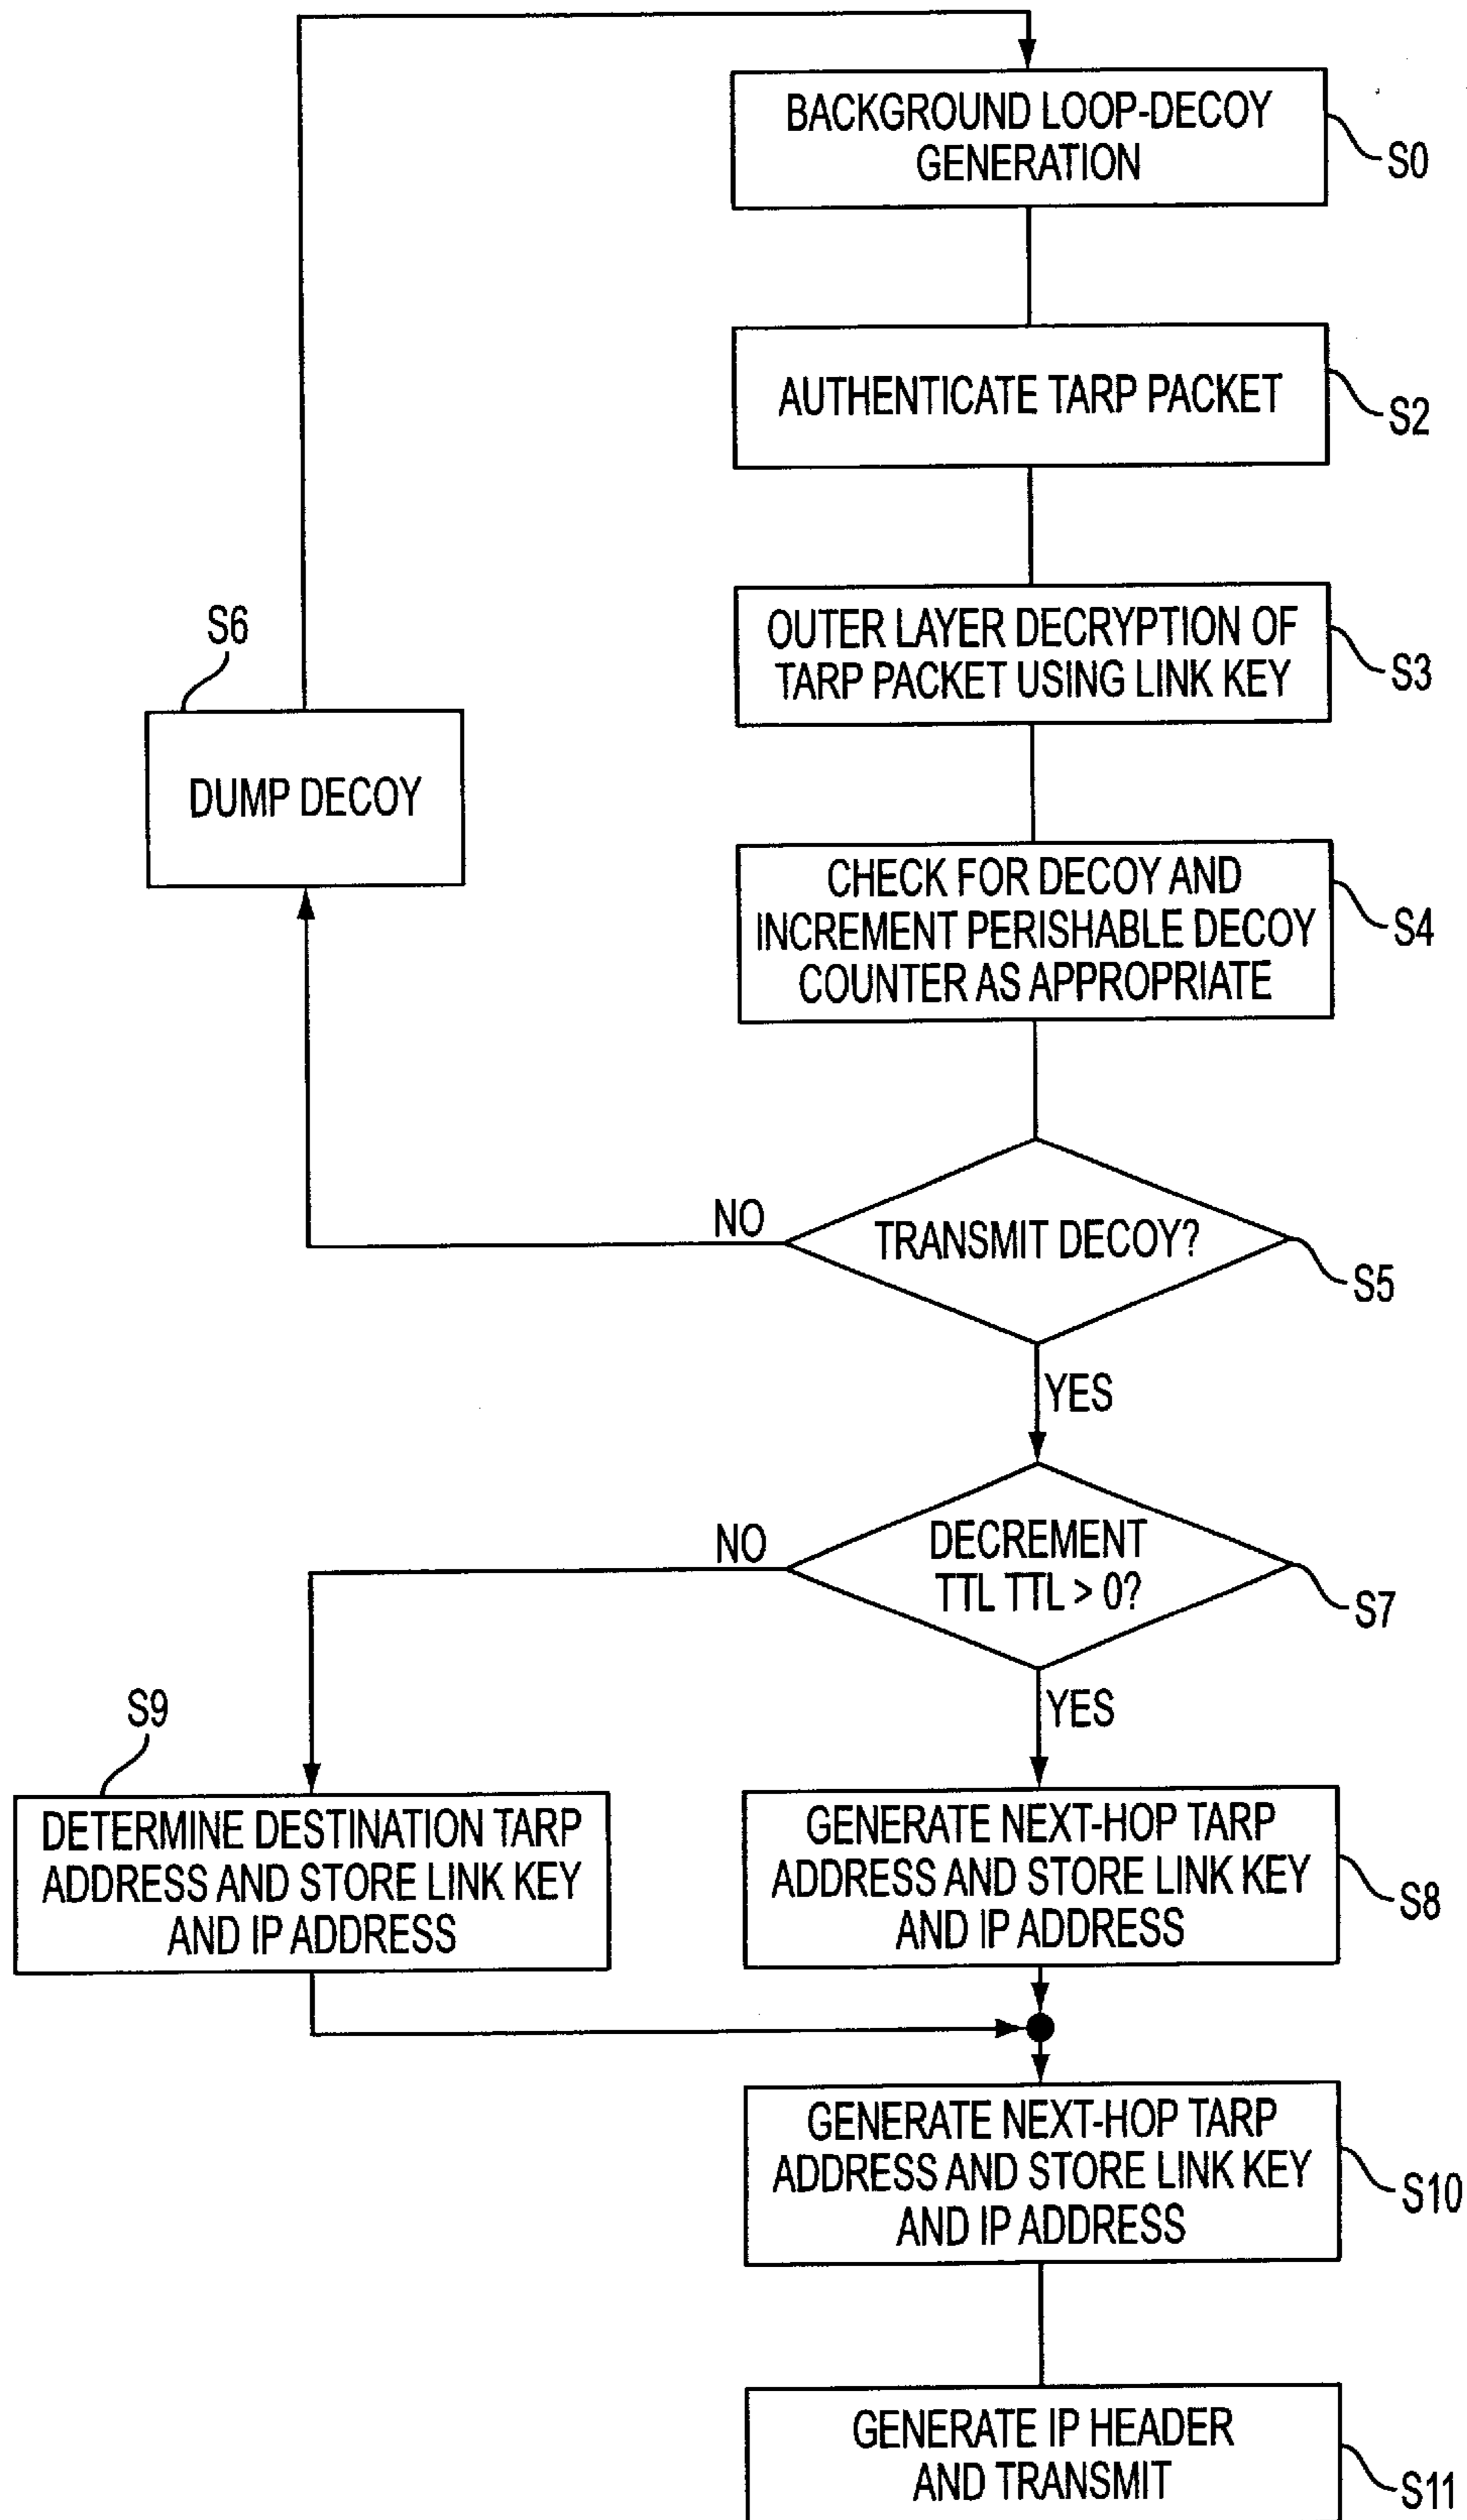 BACKGROUND LOOP-DECOY
GENERATION
S0
AUTHENTICATE TARP PACKET
S2
OUTER LAYER DECRYPTION OF
TARP PACKET USING LINK KEY
S3
S6
DUMP DECOY
CHECK FOR DECOY AND
INCREMENT PERISHABLE DECOY
COUNTER AS APPROPRIATE
S4
NO
TRANSMIT DECOY?
S5
YES
NO
DECREMENT
TTL TTL > 0?
S7
YES
S9
DETERMINE DESTINATION TARP
ADDRESS AND STORE LINK KEY
AND IP ADDRESS
GENERATE NEXT-HOP TARP
ADDRESS AND STORE LINK KEY
AND IP ADDRESS
S8
GENERATE NEXT-HOP TARP
ADDRESS AND STORE LINK KEY
AND IP ADDRESS
S10
GENERATE IP HEADER
AND TRANSMIT
S11